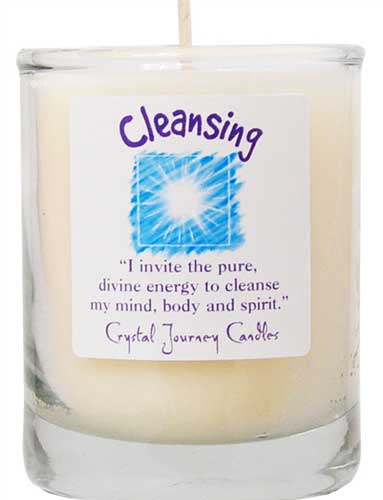 Cleansing
“I invite the pure,
divine energy to cleanse
my mind, body and spirit.”
Crystal Journey Candles